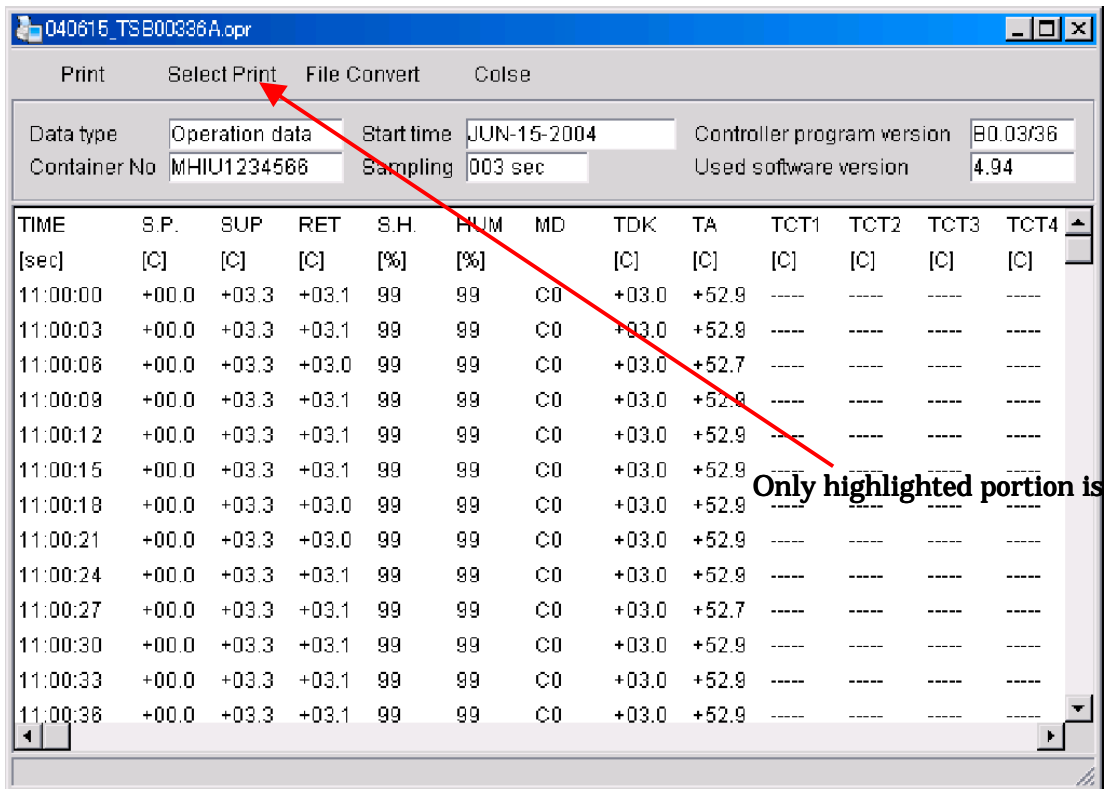 040615_TSB00336A.opr
Print Select Print File Convert Colse
Data type Operation data Start time JUN-15-2004 Controller program version B0.03/36
Container No MHIU1234566 Sampling 003 sec Used software version 4.94
TIME S.P. SUP RET S.H. HUM MD TDK TA TCT1 TCT2 TCT3 TCT4
[sec] [C] [C] [C] [%] [%] [C] [C] [C] [C] [C] [C]
11:00:00 +00.0 +03.3 +03.1 99 99 C0 +03.0 +52.9 ----- ----- ----- -----
11:00:03 +00.0 +03.3 +03.1 99 99 C0 +03.0 +52.9 ----- ----- ----- -----
11:00:06 +00.0 +03.3 +03.0 99 99 C0 +03.0 +52.7 ----- ----- ----- -----
11:00:09 +00.0 +03.3 +03.1 99 99 C0 +03.0 +52.9 ----- ----- ----- -----
11:00:12 +00.0 +03.3 +03.1 99 99 C0 +03.0 +52.9 ----- ----- ----- -----
11:00:15 +00.0 +03.3 +03.1 99 99 C0 +03.0 +52.9 ----- ----- ----- -----
Only highlighted portion is
11:00:18 +00.0 +03.3 +03.1 99 99 C0 +03.0 +52.9 ----- ----- ----- -----
11:00:21 +00.0 +03.3 +03.0 99 99 C0 +03.0 +52.9 ----- ----- ----- -----
11:00:24 +00.0 +03.3 +03.1 99 99 C0 +03.0 +52.9 ----- ----- ----- -----
11:00:27 +00.0 +03.3 +03.1 99 99 C0 +03.0 +52.7 ----- ----- ----- -----
11:00:30 +00.0 +03.3 +03.1 99 99 C0 +03.0 +52.9 ----- ----- ----- -----
11:00:33 +00.0 +03.3 +03.1 99 99 C0 +03.0 +52.9 ----- ----- ----- -----
11:00:36 +00.0 +03.3 +03.1 99 99 C0 +03.0 +52.9 ----- ----- ----- -----